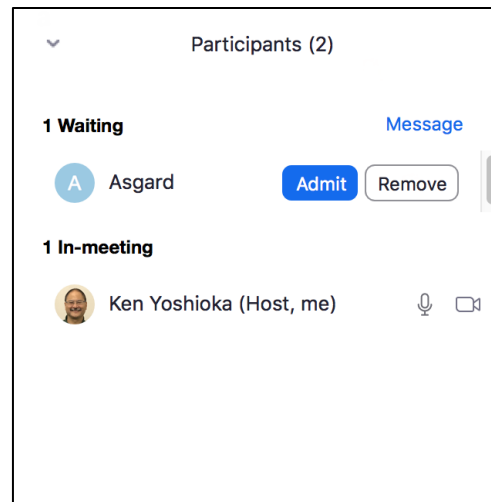 Participants (2)
1 Waiting Message
A Asgard Admit Remove
1 In-meeting
Ken Yoshioka (Host, me)